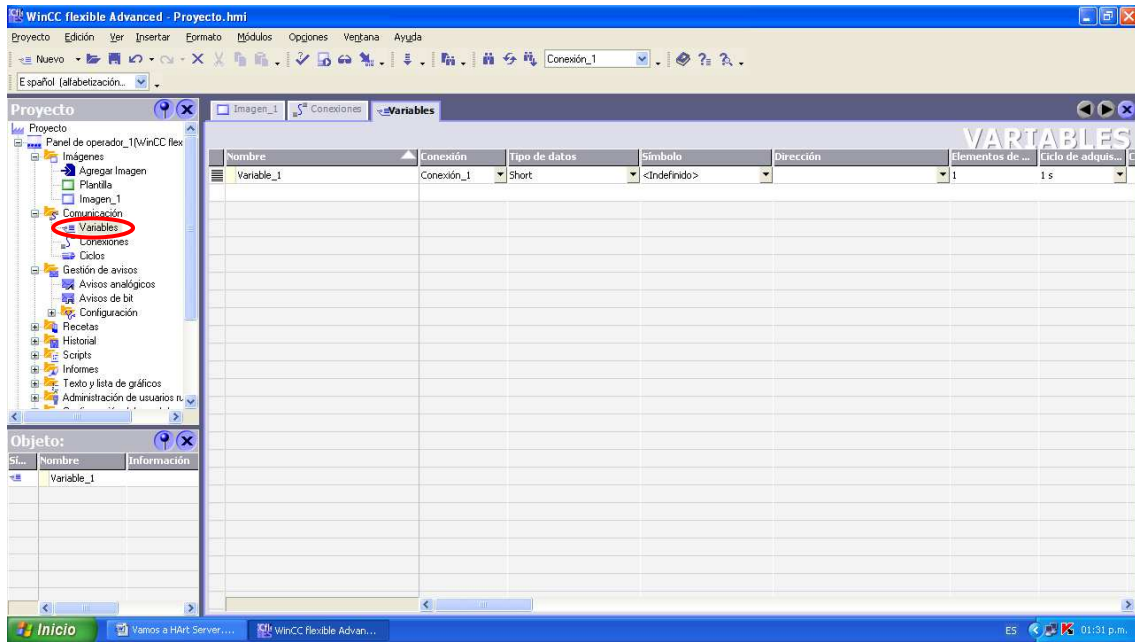 WinCC flexible Advanced - Proyecto.hmi
Proyecto Edición Ver Insertar Formato Módulos Opciones Ventana Ayuda
Nuevo Conexión_1
Español (alfabetización...
Proyecto
Imagen_1 Conexiones Variables
Proyecto
Panel de operador_1(WinCC flex
Imágenes
Agregar Imagen
Plantilla
Imagen_1
Comunicación
Variables
Conexiones
Ciclos
Gestión de avisos
Avisos analógicos
Avisos de bit
Configuración
Recetas
Historial
Scripts
Informes
Texto y lista de gráficos
Administración de usuarios ru
VARIABLES
Nombre Conexión Tipo de datos Símbolo Dirección Elementos de ... Ciclo de adquis... C
Variable_1 Conexión_1 Short <Indefinido> 1 1 s
Objeto:
Sí... Nombre Información
Variable_1
Inicio Vamos a HArt Server.... WinCC flexible Advan... ES 01:31 p.m.